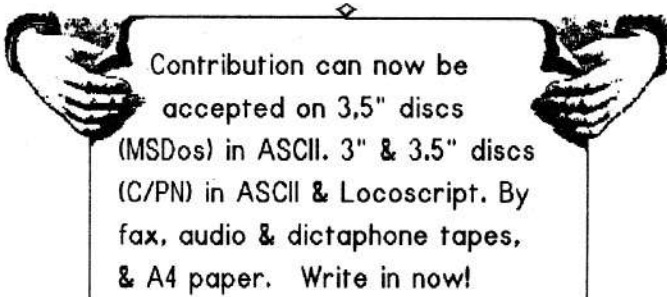 Contribution can now be
accepted on 3,5" discs
(MSDos) in ASCII. 3" & 3.5" discs
(C/PN) in ASCII & Locoscript. By
fax, audio & dictaphone tapes,
& A4 paper. Write in now!